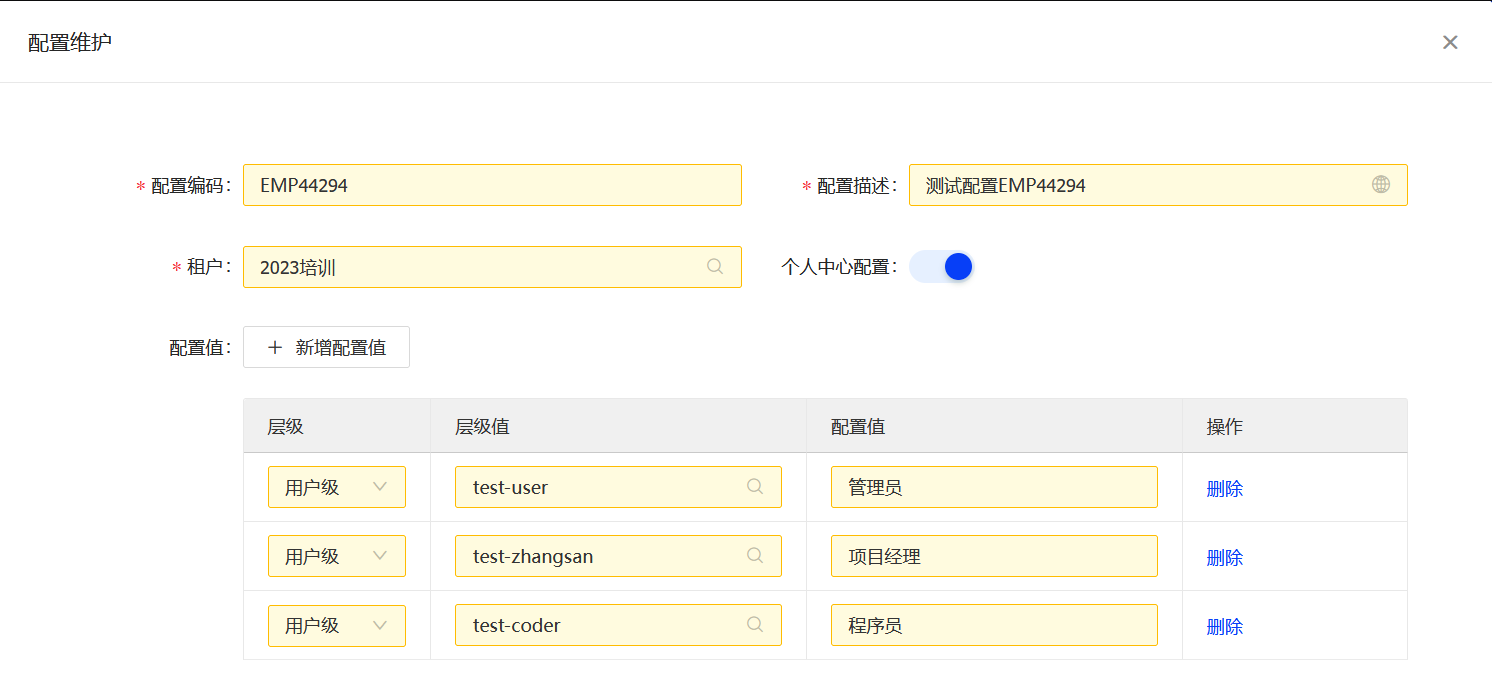 配置维护
* 配置编码： EMP44294 * 配置描述： 测试配置EMP44294
* 租户： 2023培训 个人中心配置：
配置值： + 新增配置值
层级 层级值 配置值 操作
用户级 test-user 管理员 删除
用户级 test-zhangsan 项目经理 删除
用户级 test-coder 程序员 删除